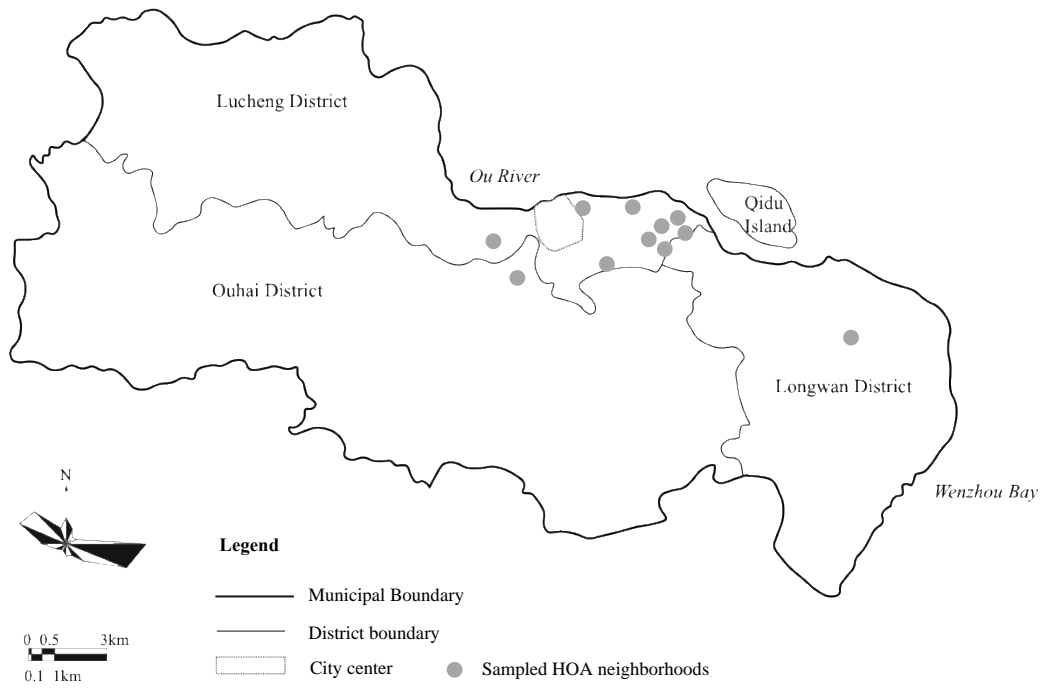 Lucheng District
Ou River
Qidu
Island
Ouhai District
Longwan District
Wenzhou Bay
N
Legend
Municipal Boundary
District boundary
City center
Sampled HOA neighborhoods
0 0.5 3km
0.1 1km